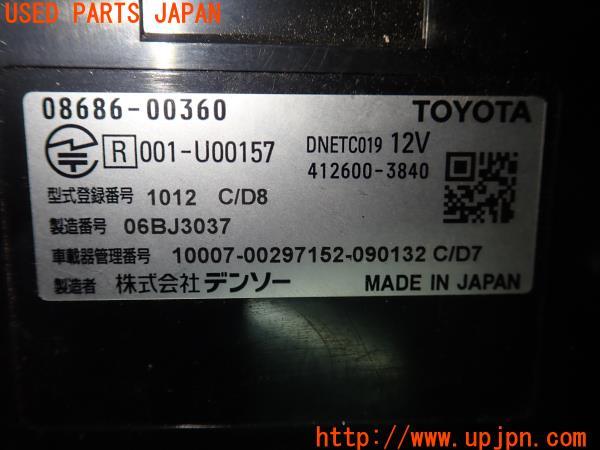 USED PARTS JAPAN
08686-00360 TOYOTA
R 001-U00157 DNETC019 12V
412600-3840
型式登録番号 1012 C/D8
製造番号 06BJ3037
車載器管理番号 10007-00297152-090132 C/D7
製造者 株式会社 デンソー MADE IN JAPAN
http://www.upjpn.com/